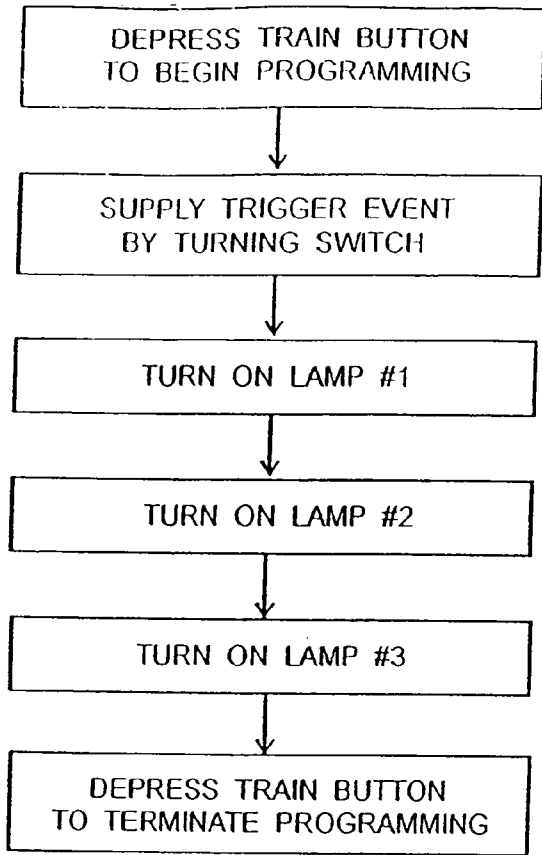 DEPRESS TRAIN BUTTON
TO BEGIN PROGRAMMING
SUPPLY TRIGGER EVENT
BY TURNING SWITCH
TURN ON LAMP #1
TURN ON LAMP #2
TURN ON LAMP #3
DEPRESS TRAIN BUTTON
TO TERMINATE PROGRAMMING